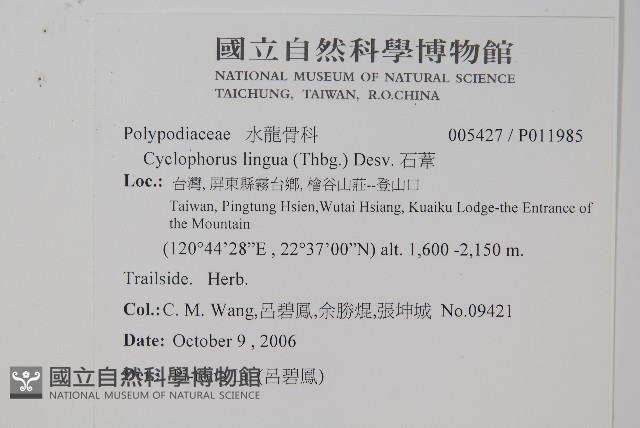 國立自然科學博物館
NATIONAL MUSEUM OF NATURAL SCIENCE
TAICHUNG, TAIWAN, R.O.CHINA
Polypodiaceae 水龍骨科 005427 / P011985
Cyclophorus lingua (Thbg.) Desv. 石葦
Loc.: 台灣, 屏東縣霧台鄉, 檜谷山莊--登山口
Taiwan, Pingtung Hsien,Wutai Hsiang, Kuaiku Lodge-the Entrance of
the Mountain
(120°44'28”E , 22°37'00”N) alt. 1,600 -2,150 m.
Trailside. Herb.
Col.: C. M. Wang,呂碧鳳,余勝焜,張坤城 No.09421
Date: October 9 , 2006
Det.: (呂碧鳳)
國立自然科學博物館
NATIONAL MUSEUM OF NATURAL SCIENCE